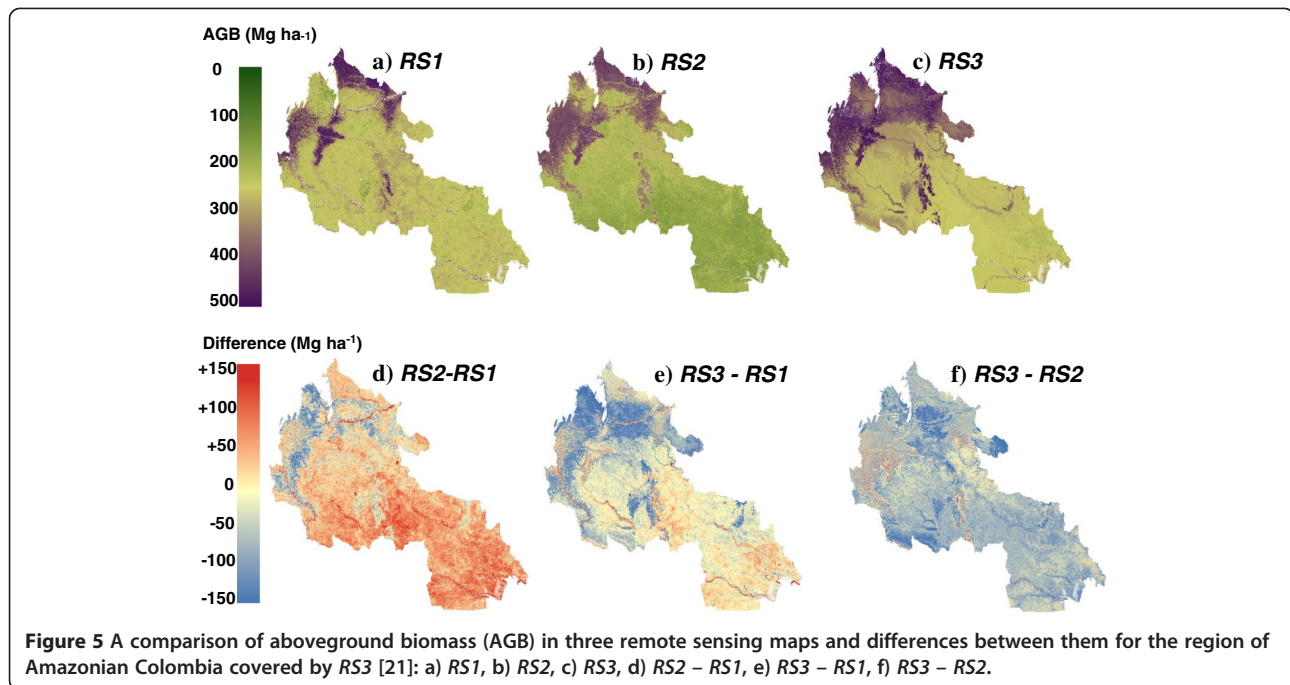 AGB (Mg ha-1)
0
100
200
300
400
500
a) RS1
b) RS2
c) RS3
Difference (Mg ha-1)
+150
+100
+50
0
-50
-100
-150
d) RS2-RS1
e) RS3 - RS1
f) RS3 - RS2
Figure 5 A comparison of aboveground biomass (AGB) in three remote sensing maps and differences between them for the region of
Amazonian Colombia covered by RS3 [21]: a) RS1, b) RS2, c) RS3, d) RS2 – RS1, e) RS3 – RS1, f) RS3 – RS2.